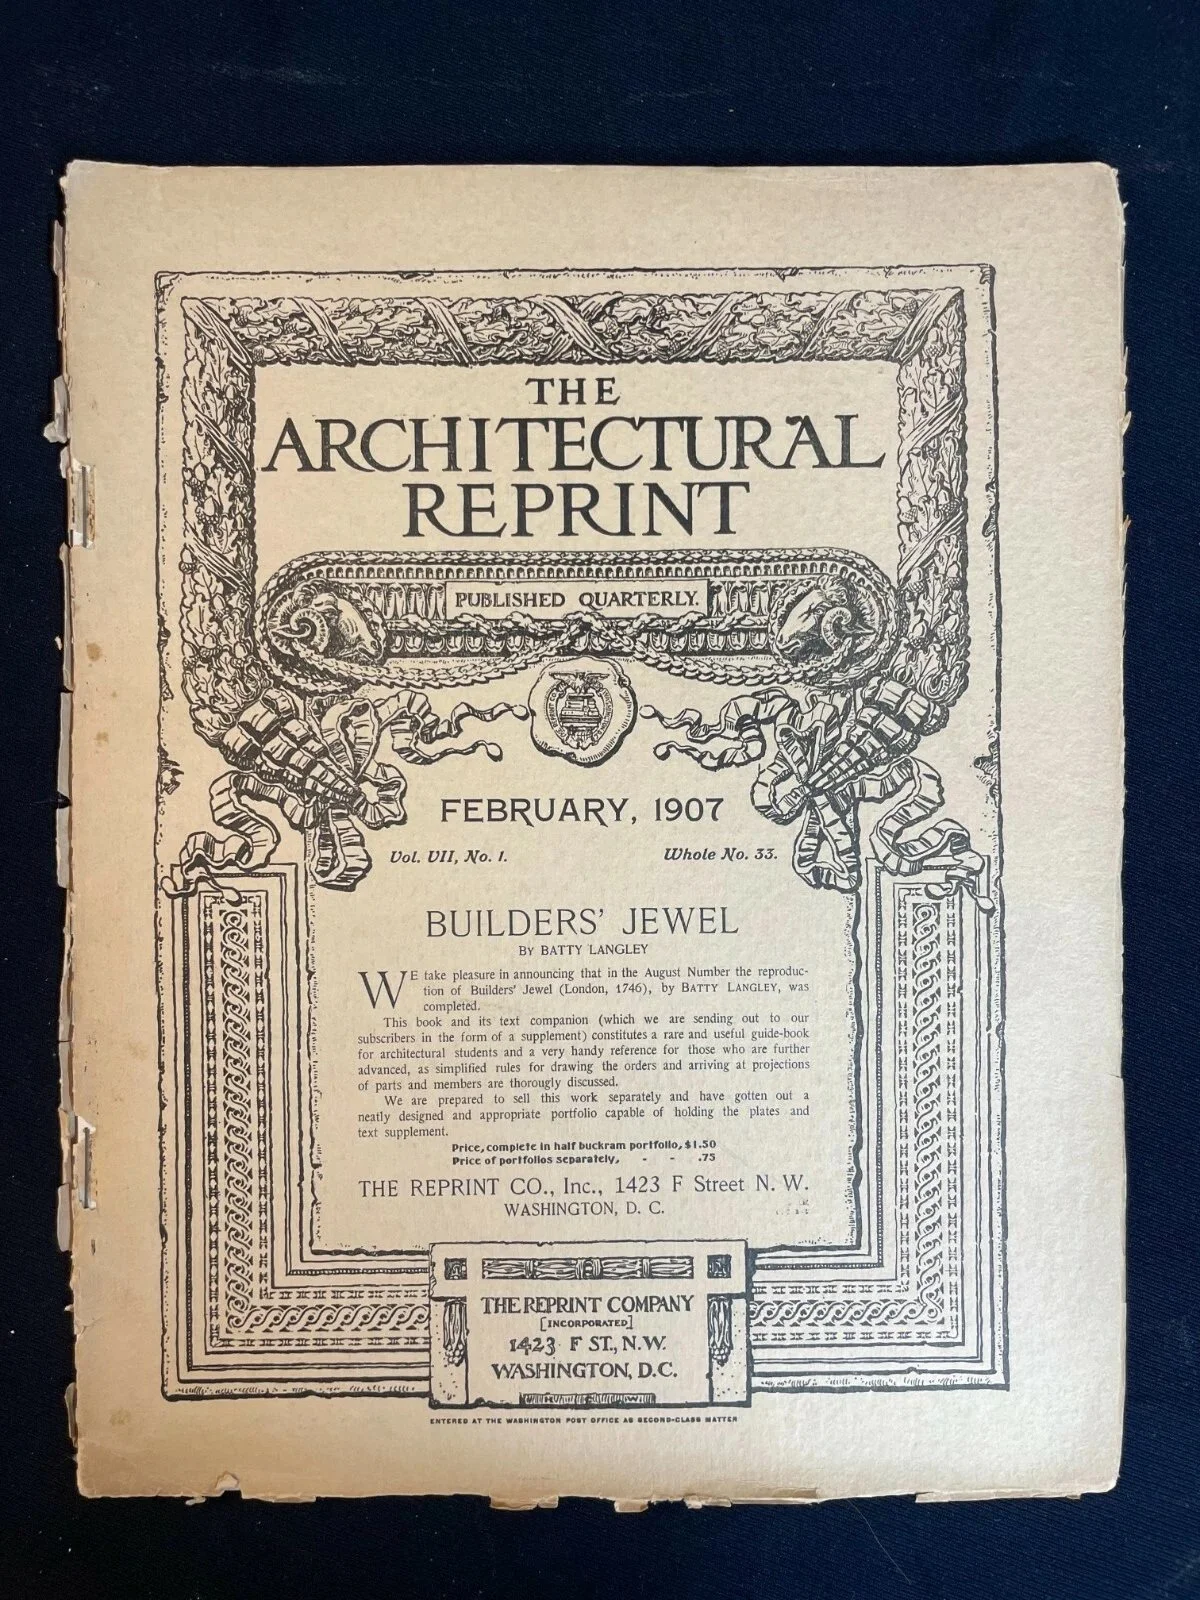 THE
ARCHITECTURAL
REPRINT
PUBLISHED QUARTERLY.
FEBRUARY, 1907
Vol. VII, No. 1. Whole No. 33.
BUILDERS' JEWEL
BY BATTY LANGLEY
WE take pleasure in announcing that in the August Number the reproduc-
tion of Builders' Jewel (London, 1746), by BATTY LANGLEY, was
completed.
This book and its text companion (which we are sending out to our
subscribers in the form of a supplement) constitutes a rare and useful guide-book
for architectural students and a very handy reference for those who are further
advanced, as simplified rules for drawing the orders and arriving at projections
of parts and members are thorougly discussed.
We are prepared to sell this work separately and have gotten out a
neatly designed and appropriate portfolio capable of holding the plates and
text supplement.
Price, complete in half buckram portfolio, $1.50
Price of portfolios separately, - - .75
THE REPRINT CO., Inc., 1423 F Street N. W.
WASHINGTON, D. C.
THE REPRINT COMPANY
[INCORPORATED]
1423 F ST., N.W.
WASHINGTON, D.C.
ENTERED AT THE WASHINGTON POST OFFICE AS SECOND-CLASS MATTER